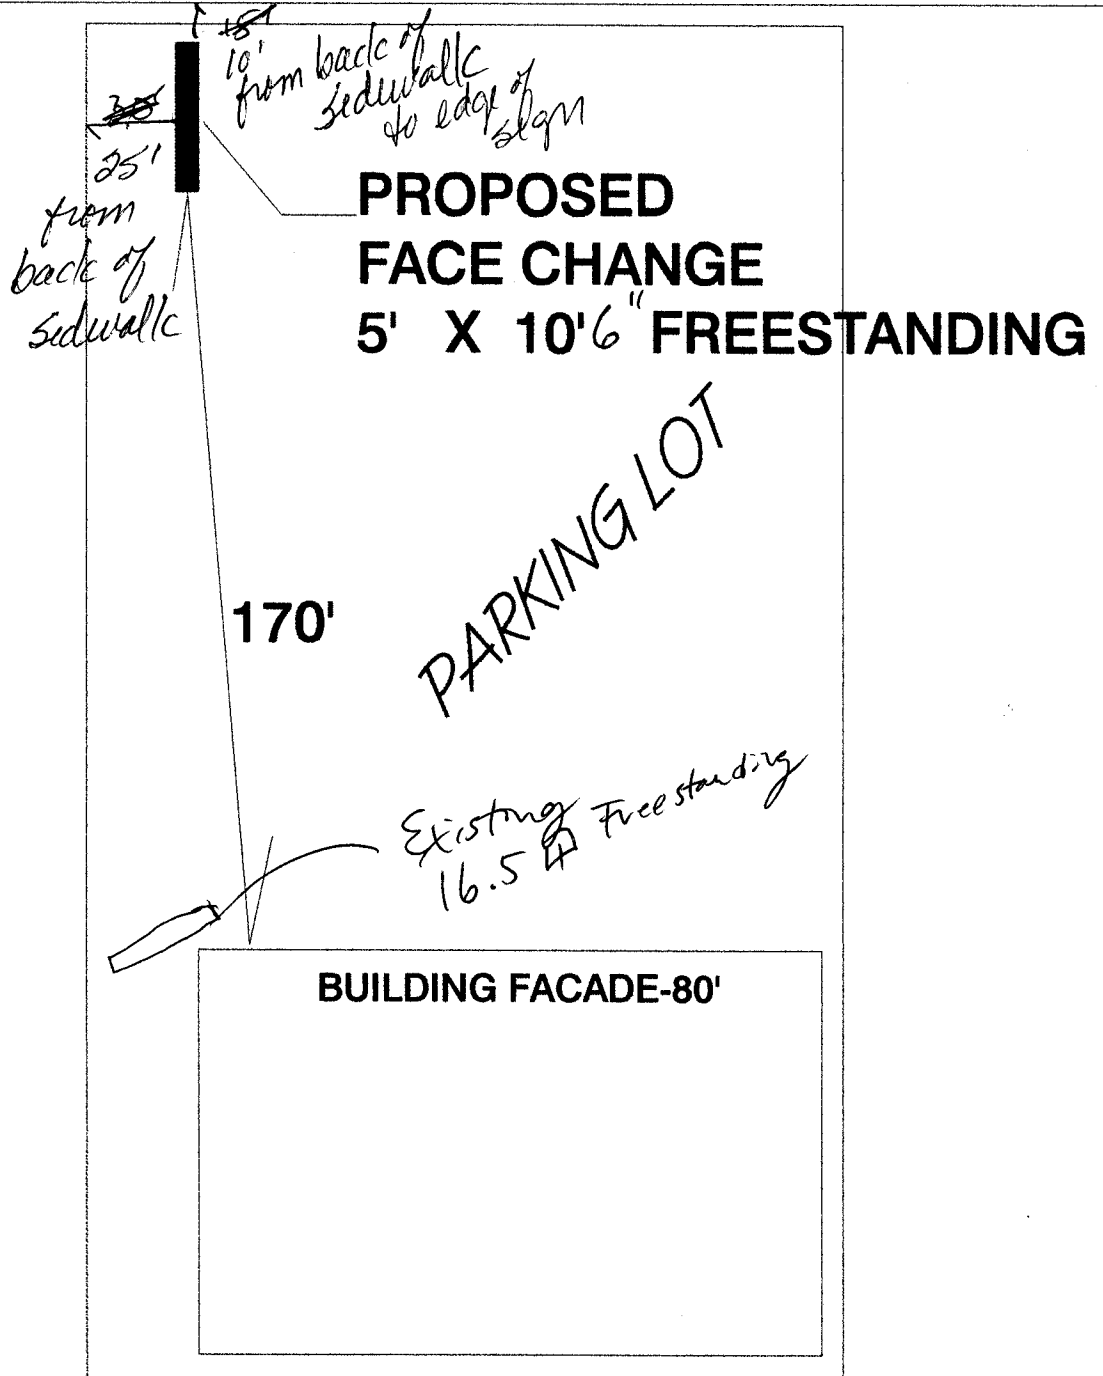 10'
from back of
sidewalk
to edge of
sign
25'
from
back of
sidewalk
PROPOSED
FACE CHANGE
5' X 10'6" FREESTANDING
PARKING LOT
170'
Existing
16.5 Freestanding
BUILDING FACADE-80'